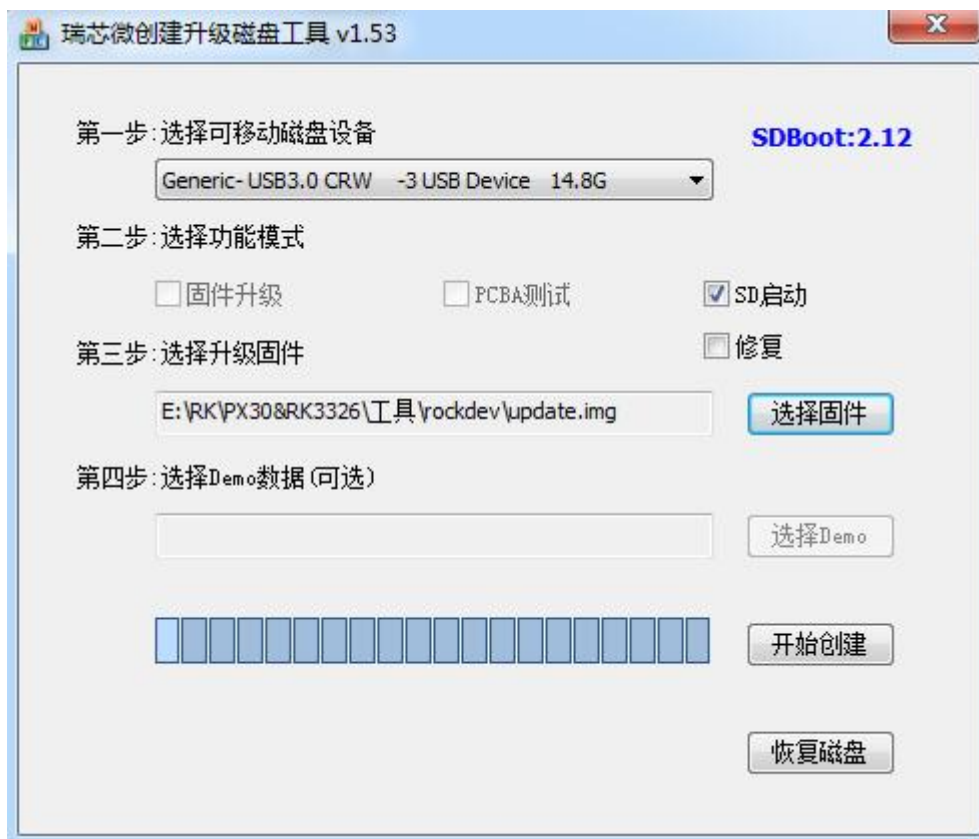 瑞芯微创建升级磁盘工具 v1.53
第一步:选择可移动磁盘设备
SDBoot:2.12
Generic- USB3.0 CRW -3 USB Device 14.8G
第二步:选择功能模式
固件升级 PCBA测试 SD启动
修复
第三步:选择升级固件
E:\RK\PX30&RK3326\工具\rockdev\update.img 选择固件
第四步:选择Demo数据(可选)
选择Demo
开始创建
恢复磁盘